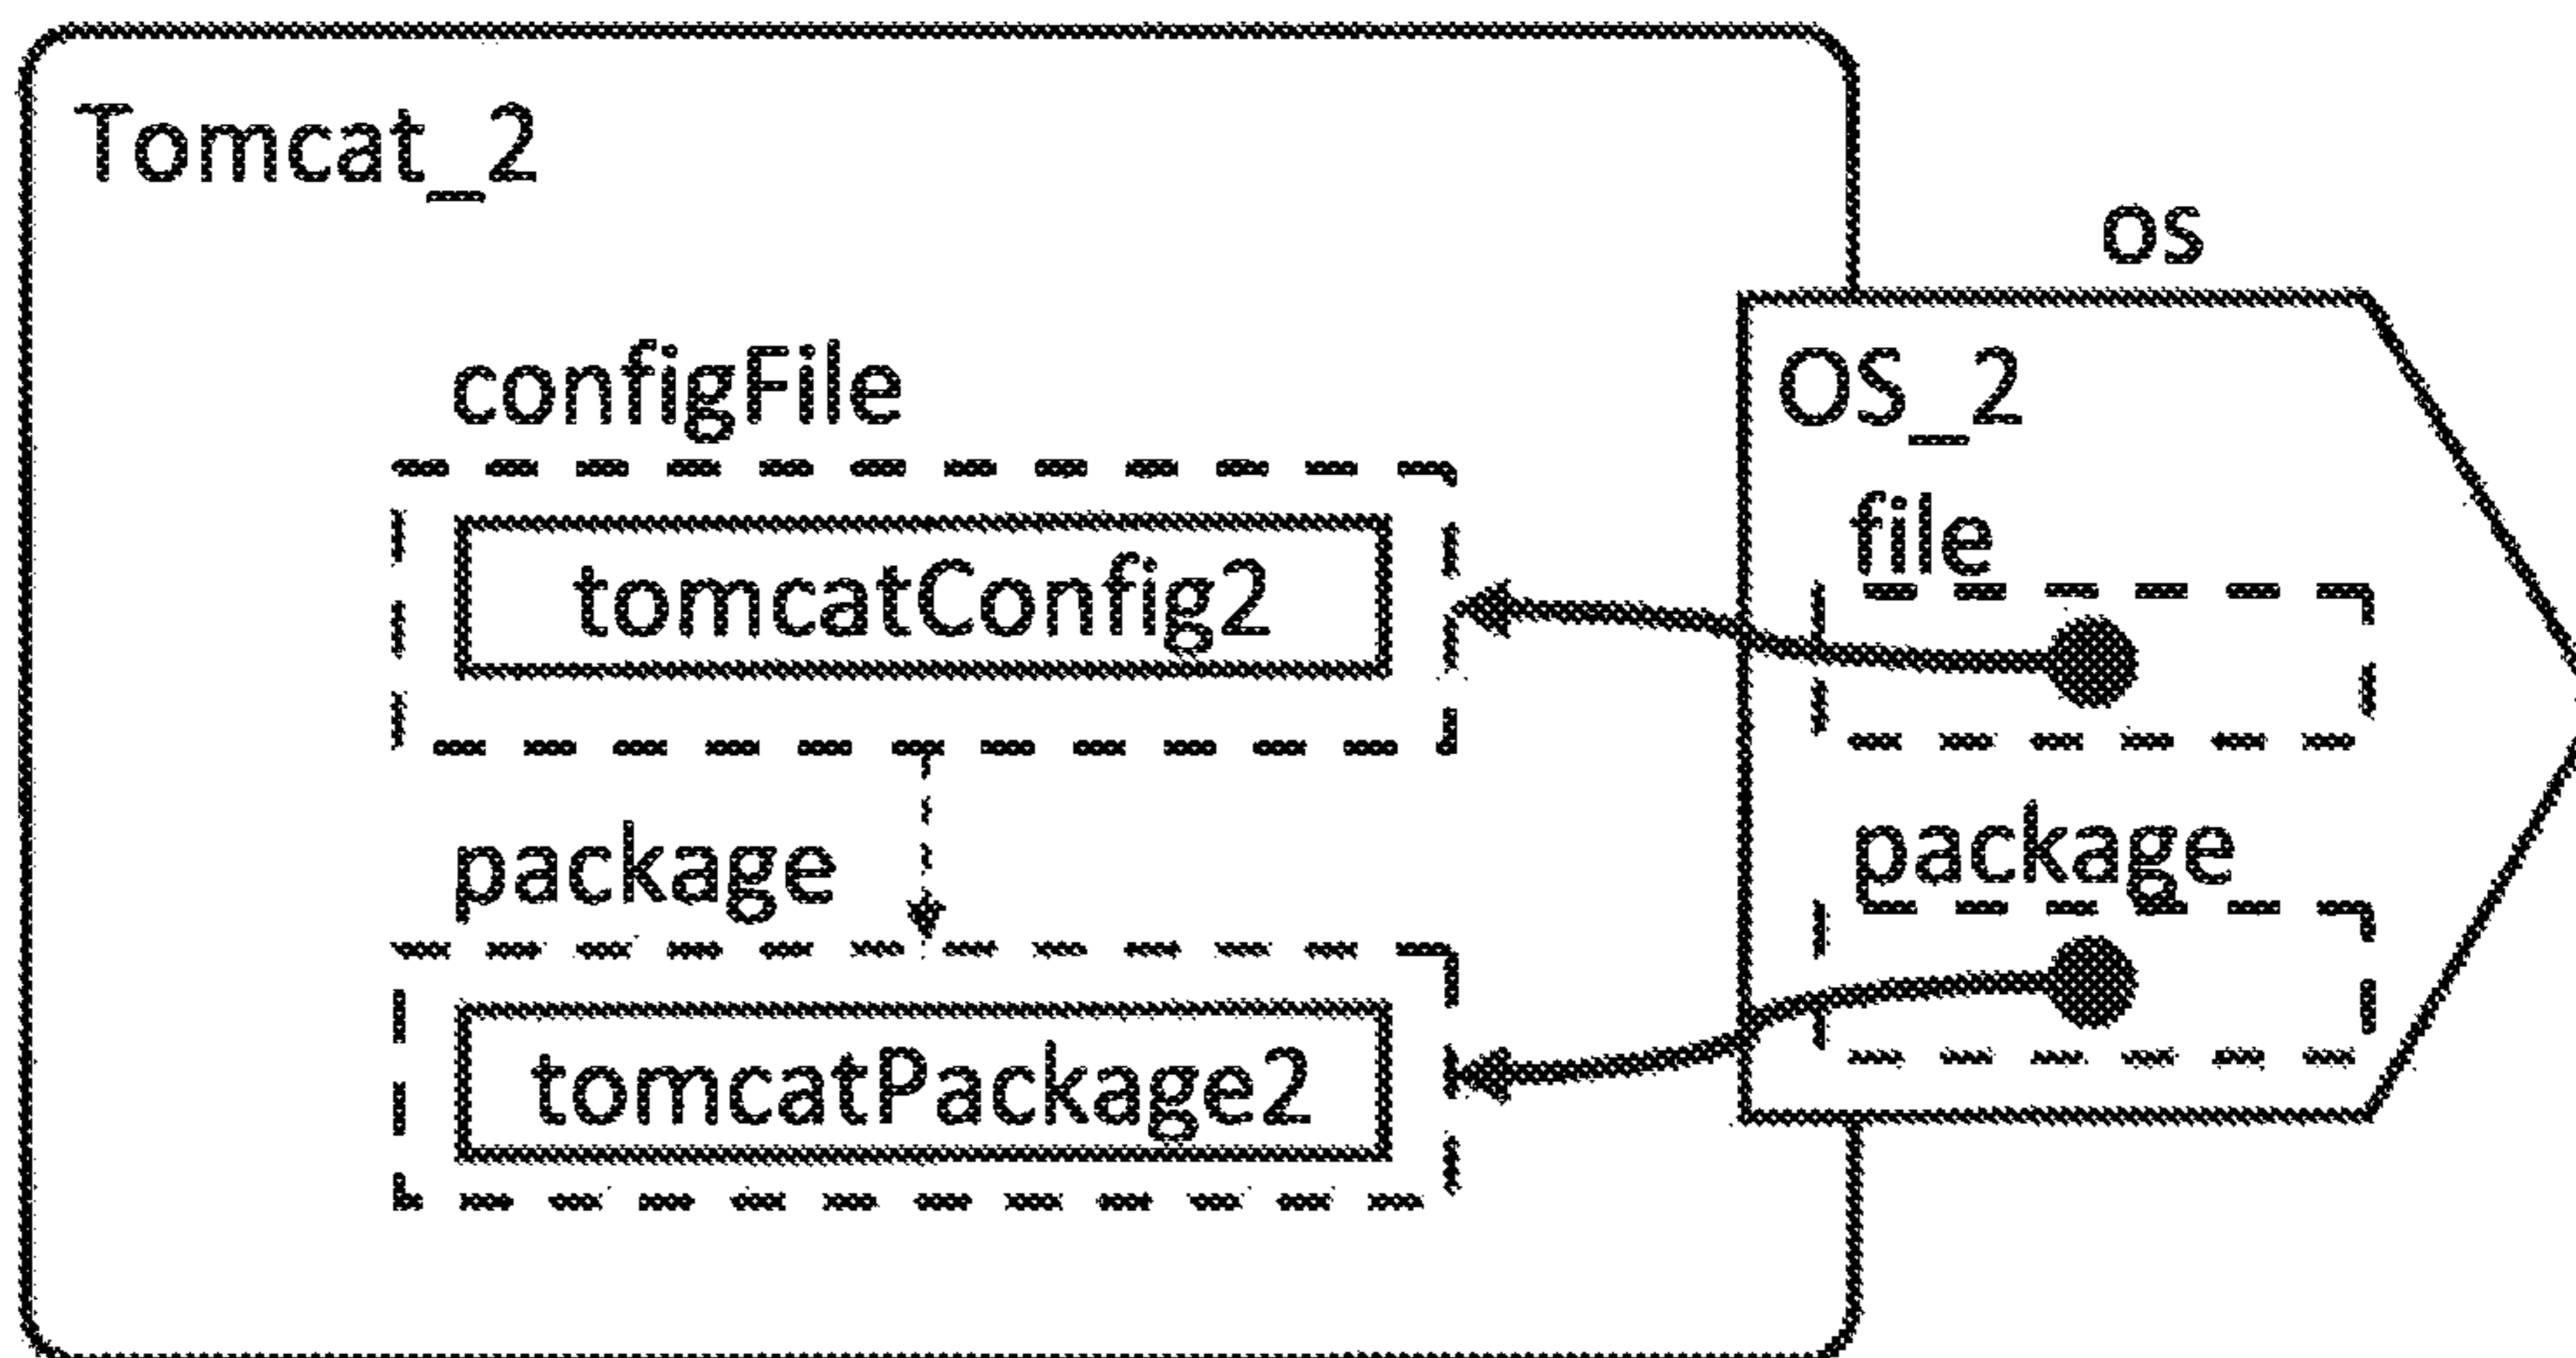 Tomcat_2
os
configFile
OS_2
tomcatConfig2
file
package
package
tomcatPackage2